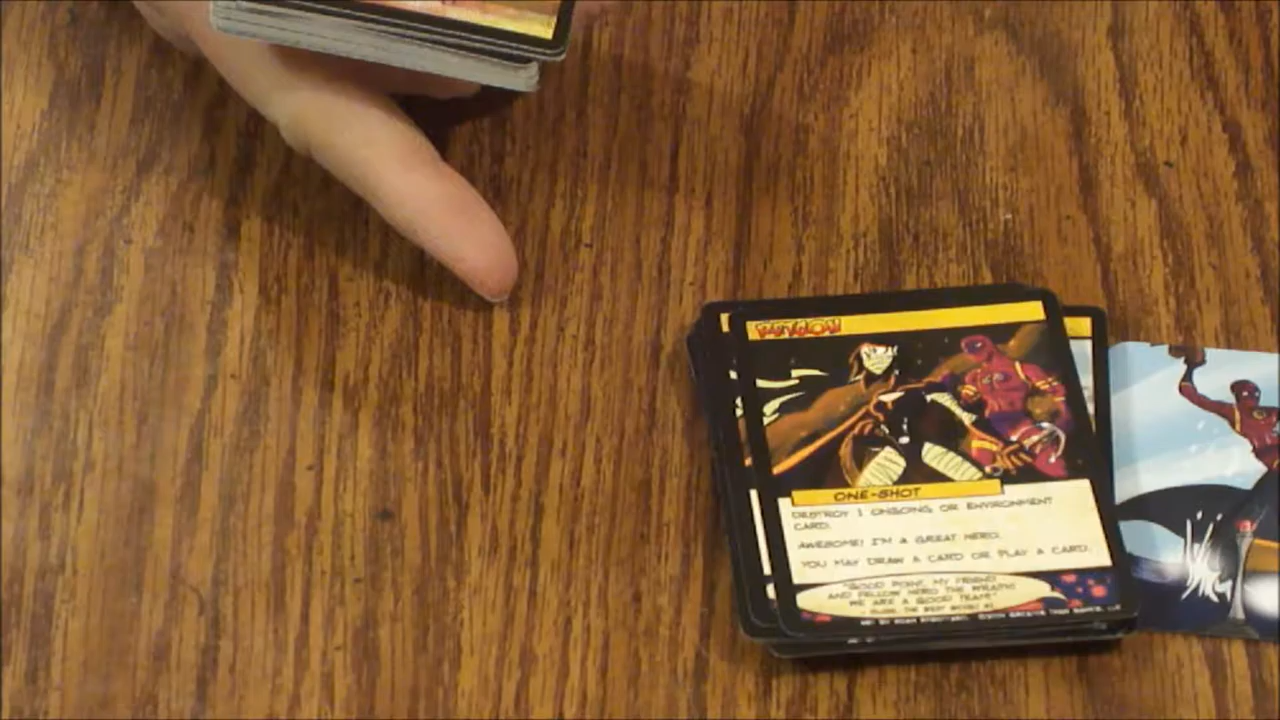 ONE-SHOT
DESTROY 1 ONGOING OR ENVIRONMENT
CARD.
AWESOME! I'M A GREAT HERO.
YOU MAY DRAW A CARD OR PLAY A CARD.
"GOOD POINT, MY FRIEND
AND FELLOW HERO THE WRAITH!
WE ARE A GOOD TEAM!"